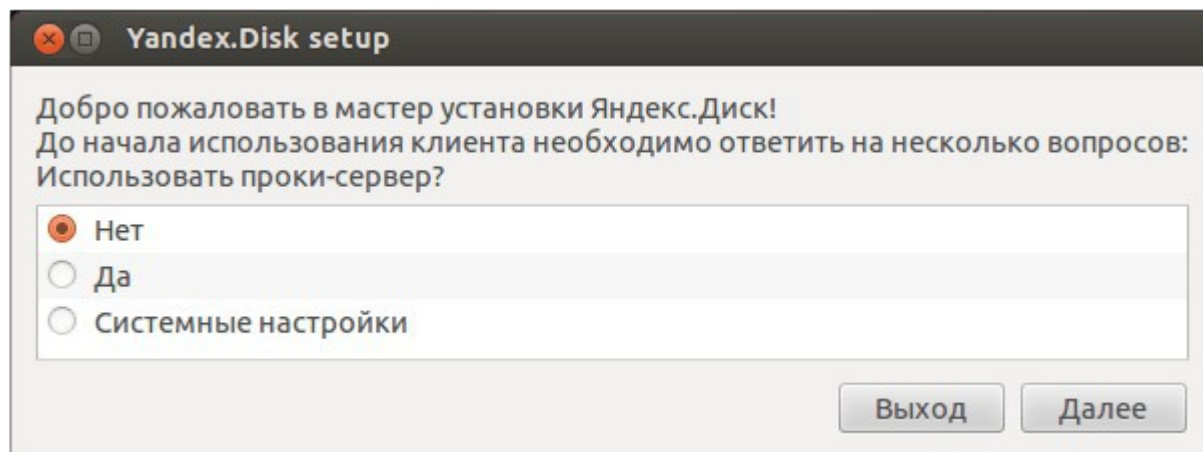 Yandex.Disk setup
Добро пожаловать в мастер установки Яндекс.Диск!
До начала использования клиента необходимо ответить на несколько вопросов:
Использовать проки-сервер?
Нет
Да
Системные настройки
Выход Далее